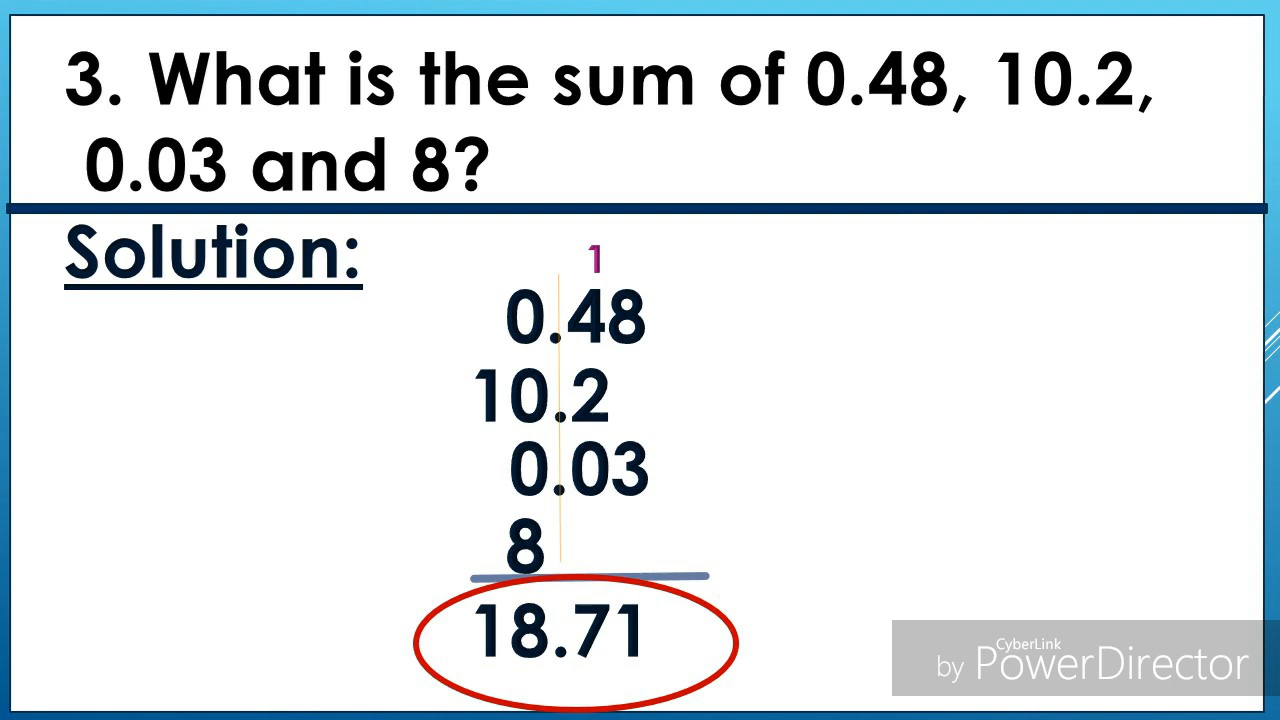 3. What is the sum of 0.48, 10.2,
0.03 and 8?
Solution:
1
0.48
10.2
0.03
8
18.71
CyberLink
by PowerDirector